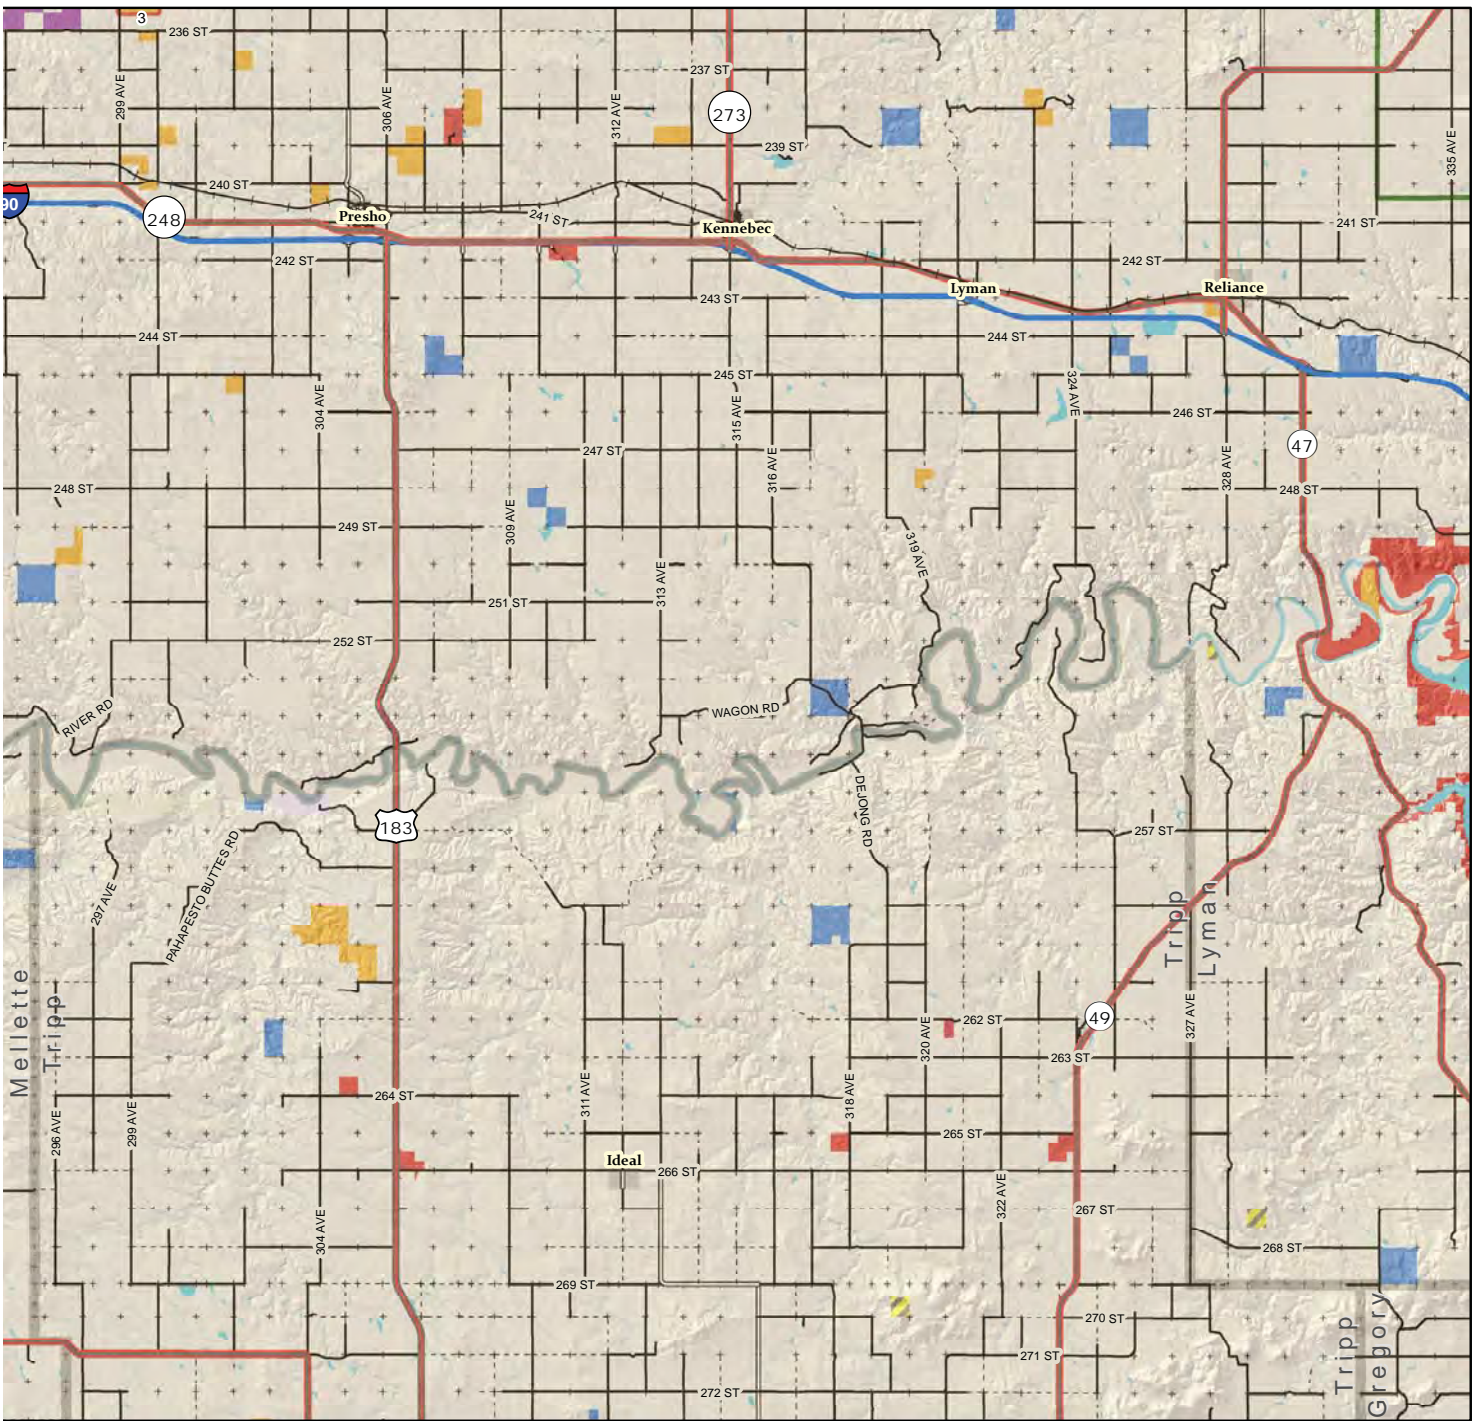 3
236 ST
237 ST
299 AVE
306 AVE
312 AVE
273
239 ST
335 AVE
240 ST
90
248
Presho
241 ST
Kennebec
241 ST
242 ST
242 ST
243 ST
Lyman
Reliance
244 ST
244 ST
245 ST
304 AVE
315 AVE
324 AVE
246 ST
247 ST
47
316 AVE
328 AVE
248 ST
248 ST
249 ST
309 AVE
319 AVE
313 AVE
251 ST
252 ST
RIVER RD
WAGON RD
DEJONG RD
183
257 ST
PAHAPESTO BUTTES RD
297 AVE
Tripp
Lyman
Mellette
Tripp
327 AVE
49
262 ST
320 AVE
263 ST
264 ST
311 AVE
318 AVE
296 AVE
299 AVE
265 ST
Ideal
266 ST
322 AVE
267 ST
304 AVE
268 ST
269 ST
270 ST
Tripp
Gregory
271 ST
272 ST